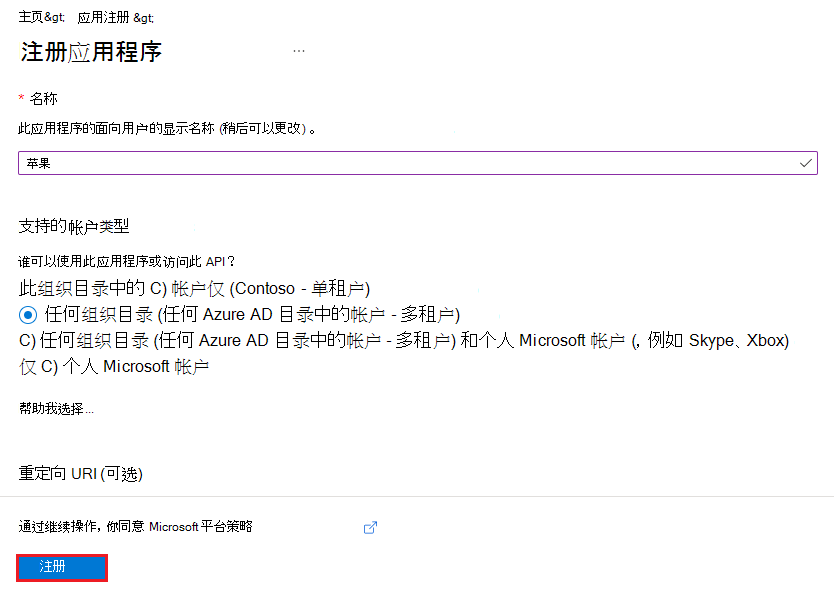 主页&gt; 应用注册 &gt;
注册应用程序 ...
* 名称
此应用程序的面向用户的显示名称 (稍后可以更改) 。
苹果
支持的帐户类型
谁可以使用此应用程序或访问此 API？
此组织目录中的 C) 帐户仅 (Contoso - 单租户)
任何组织目录 (任何 Azure AD 目录中的帐户 - 多租户)
C) 任何组织目录 (任何 Azure AD 目录中的帐户 - 多租户) 和个人 Microsoft 帐户 (，例如 Skype、Xbox)
仅 C) 个人 Microsoft 帐户
帮助我选择...
重定向 URI (可选)
通过继续操作，你同意 Microsoft 平台策略
注册